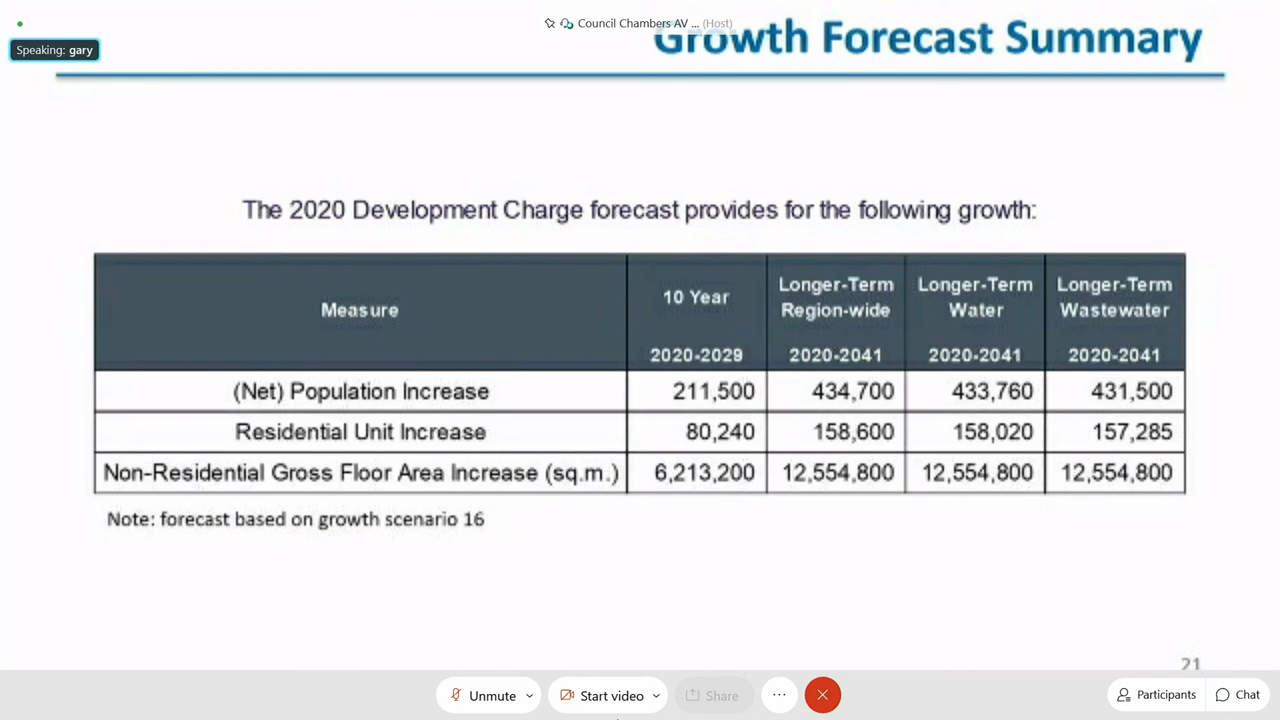 Council Chambers AV ... (Host)
Speaking: gary
Growth Forecast Summary
The 2020 Development Charge forecast provides for the following growth:
Measure 10 Year 2020-2029 Longer-Term Region-wide 2020-2041 Longer-Term Water 2020-2041 Longer-Term Wastewater 2020-2041
(Net) Population Increase 211,500 434,700 433,760 431,500
Residential Unit Increase 80,240 158,600 158,020 157,285
Non-Residential Gross Floor Area Increase (sq.m.) 6,213,200 12,554,800 12,554,800 12,554,800
Note: forecast based on growth scenario 16
21
Unmute Start video Share ... Participants Chat